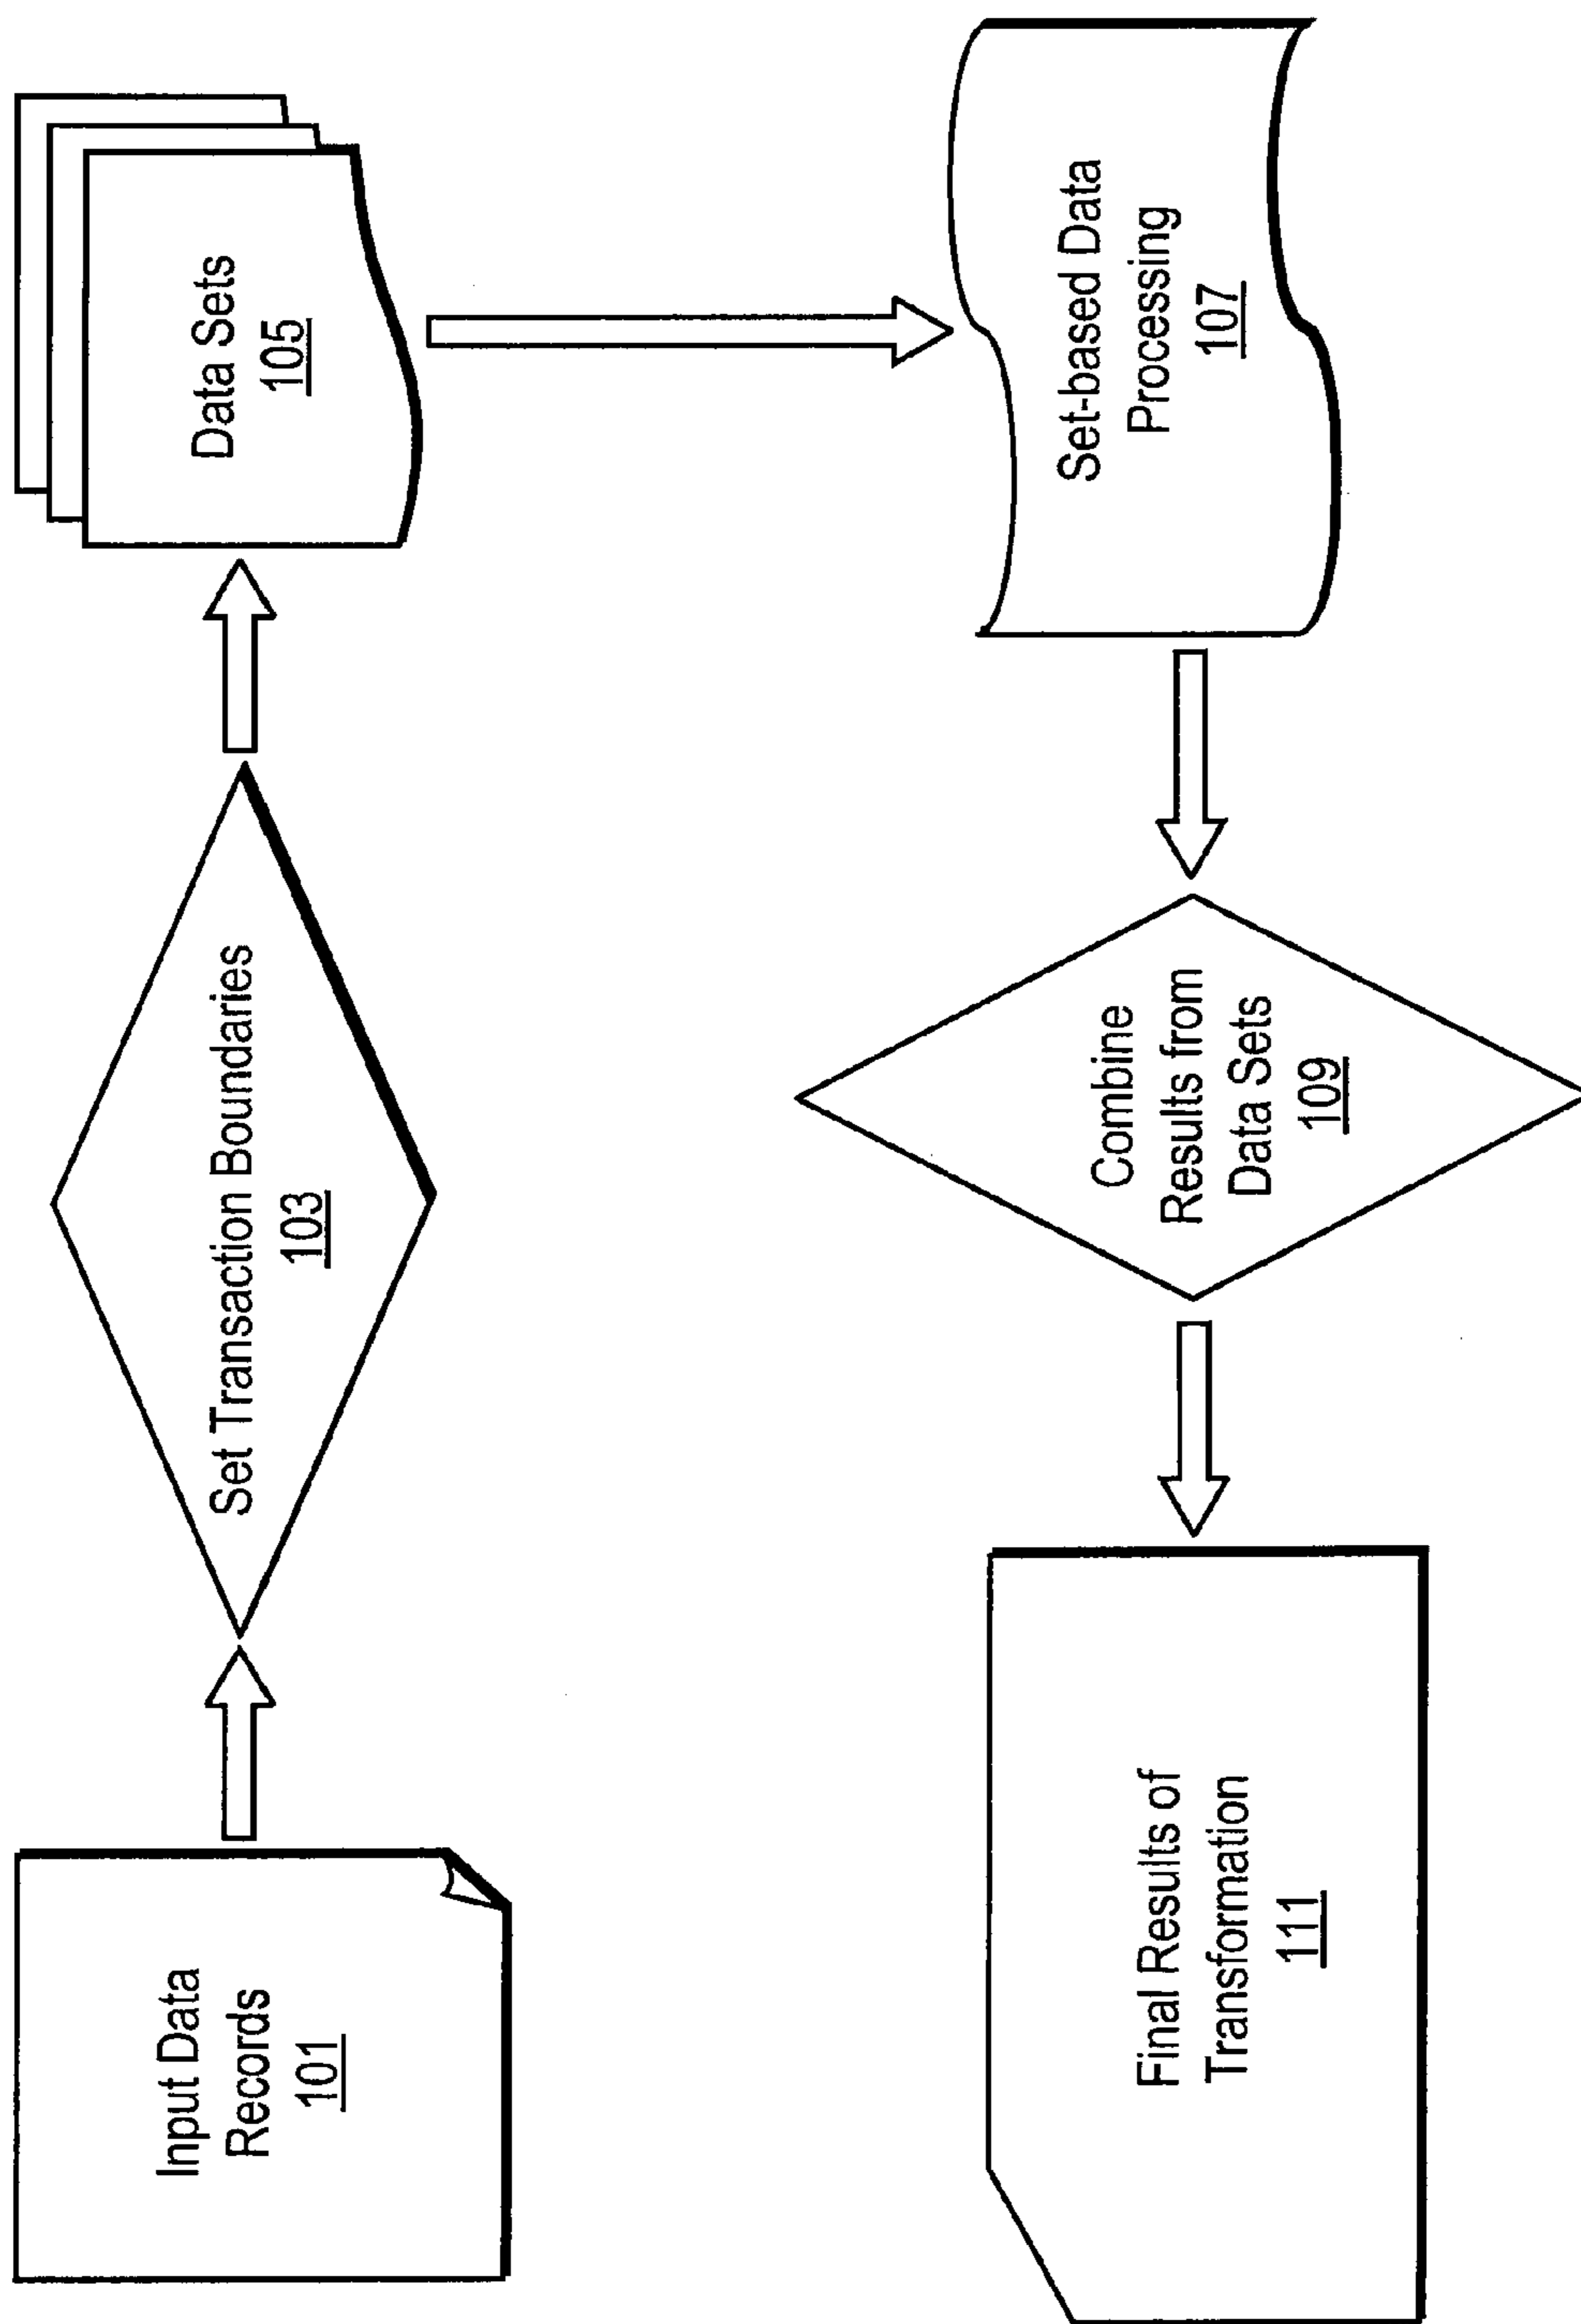 Input Data
Records
101
Set Transaction Boundaries
103
Data Sets
105
Set-based Data
Processing
107
Combine
Results from
Data Sets
109
Final Results of
Transformation
111